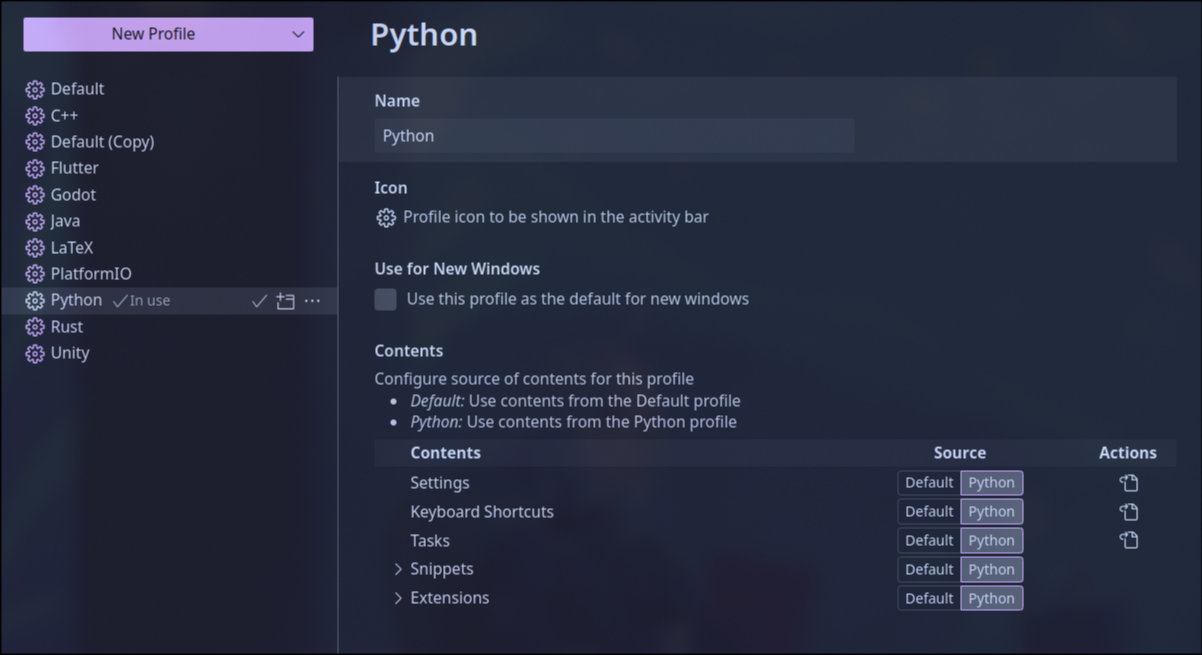 New Profile
Python
Default
C++
Default (Copy)
Flutter
Godot
Java
LaTeX
PlatformIO
Python In use
Rust
Unity
Name
Python
Icon
Profile icon to be shown in the activity bar
Use for New Windows
Use this profile as the default for new windows
Contents
Configure source of contents for this profile
• Default: Use contents from the Default profile
• Python: Use contents from the Python profile
Contents Source Actions
Settings Default Python
Keyboard Shortcuts Default Python
Tasks Default Python
Snippets Default Python
Extensions Default Python